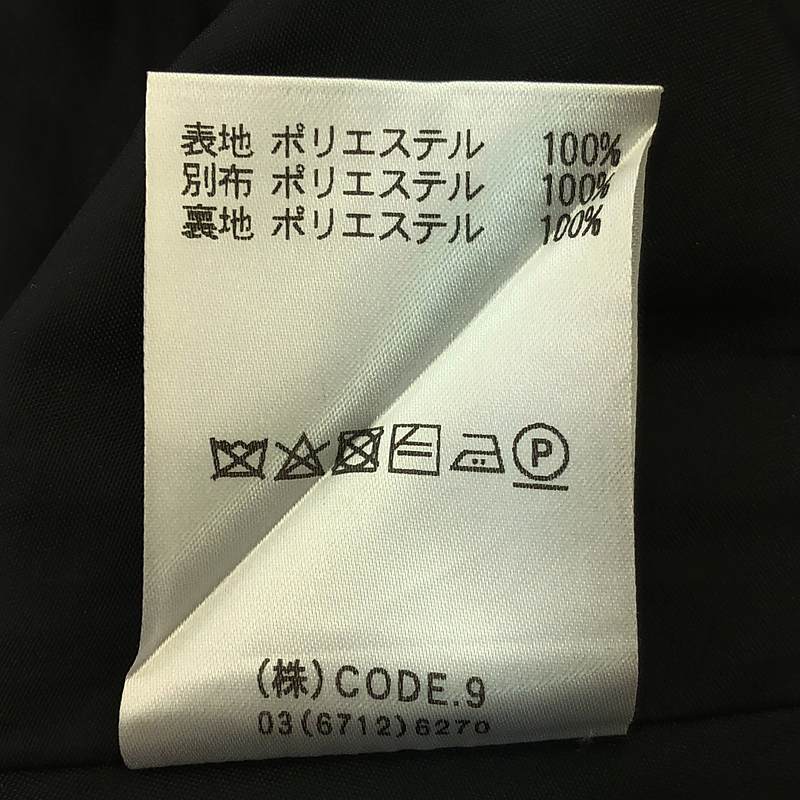 表地 ポリエステル 100%
別布 ポリエステル 100%
裏地 ポリエステル 100%
P
(株)CODE.9
03(6712)6270